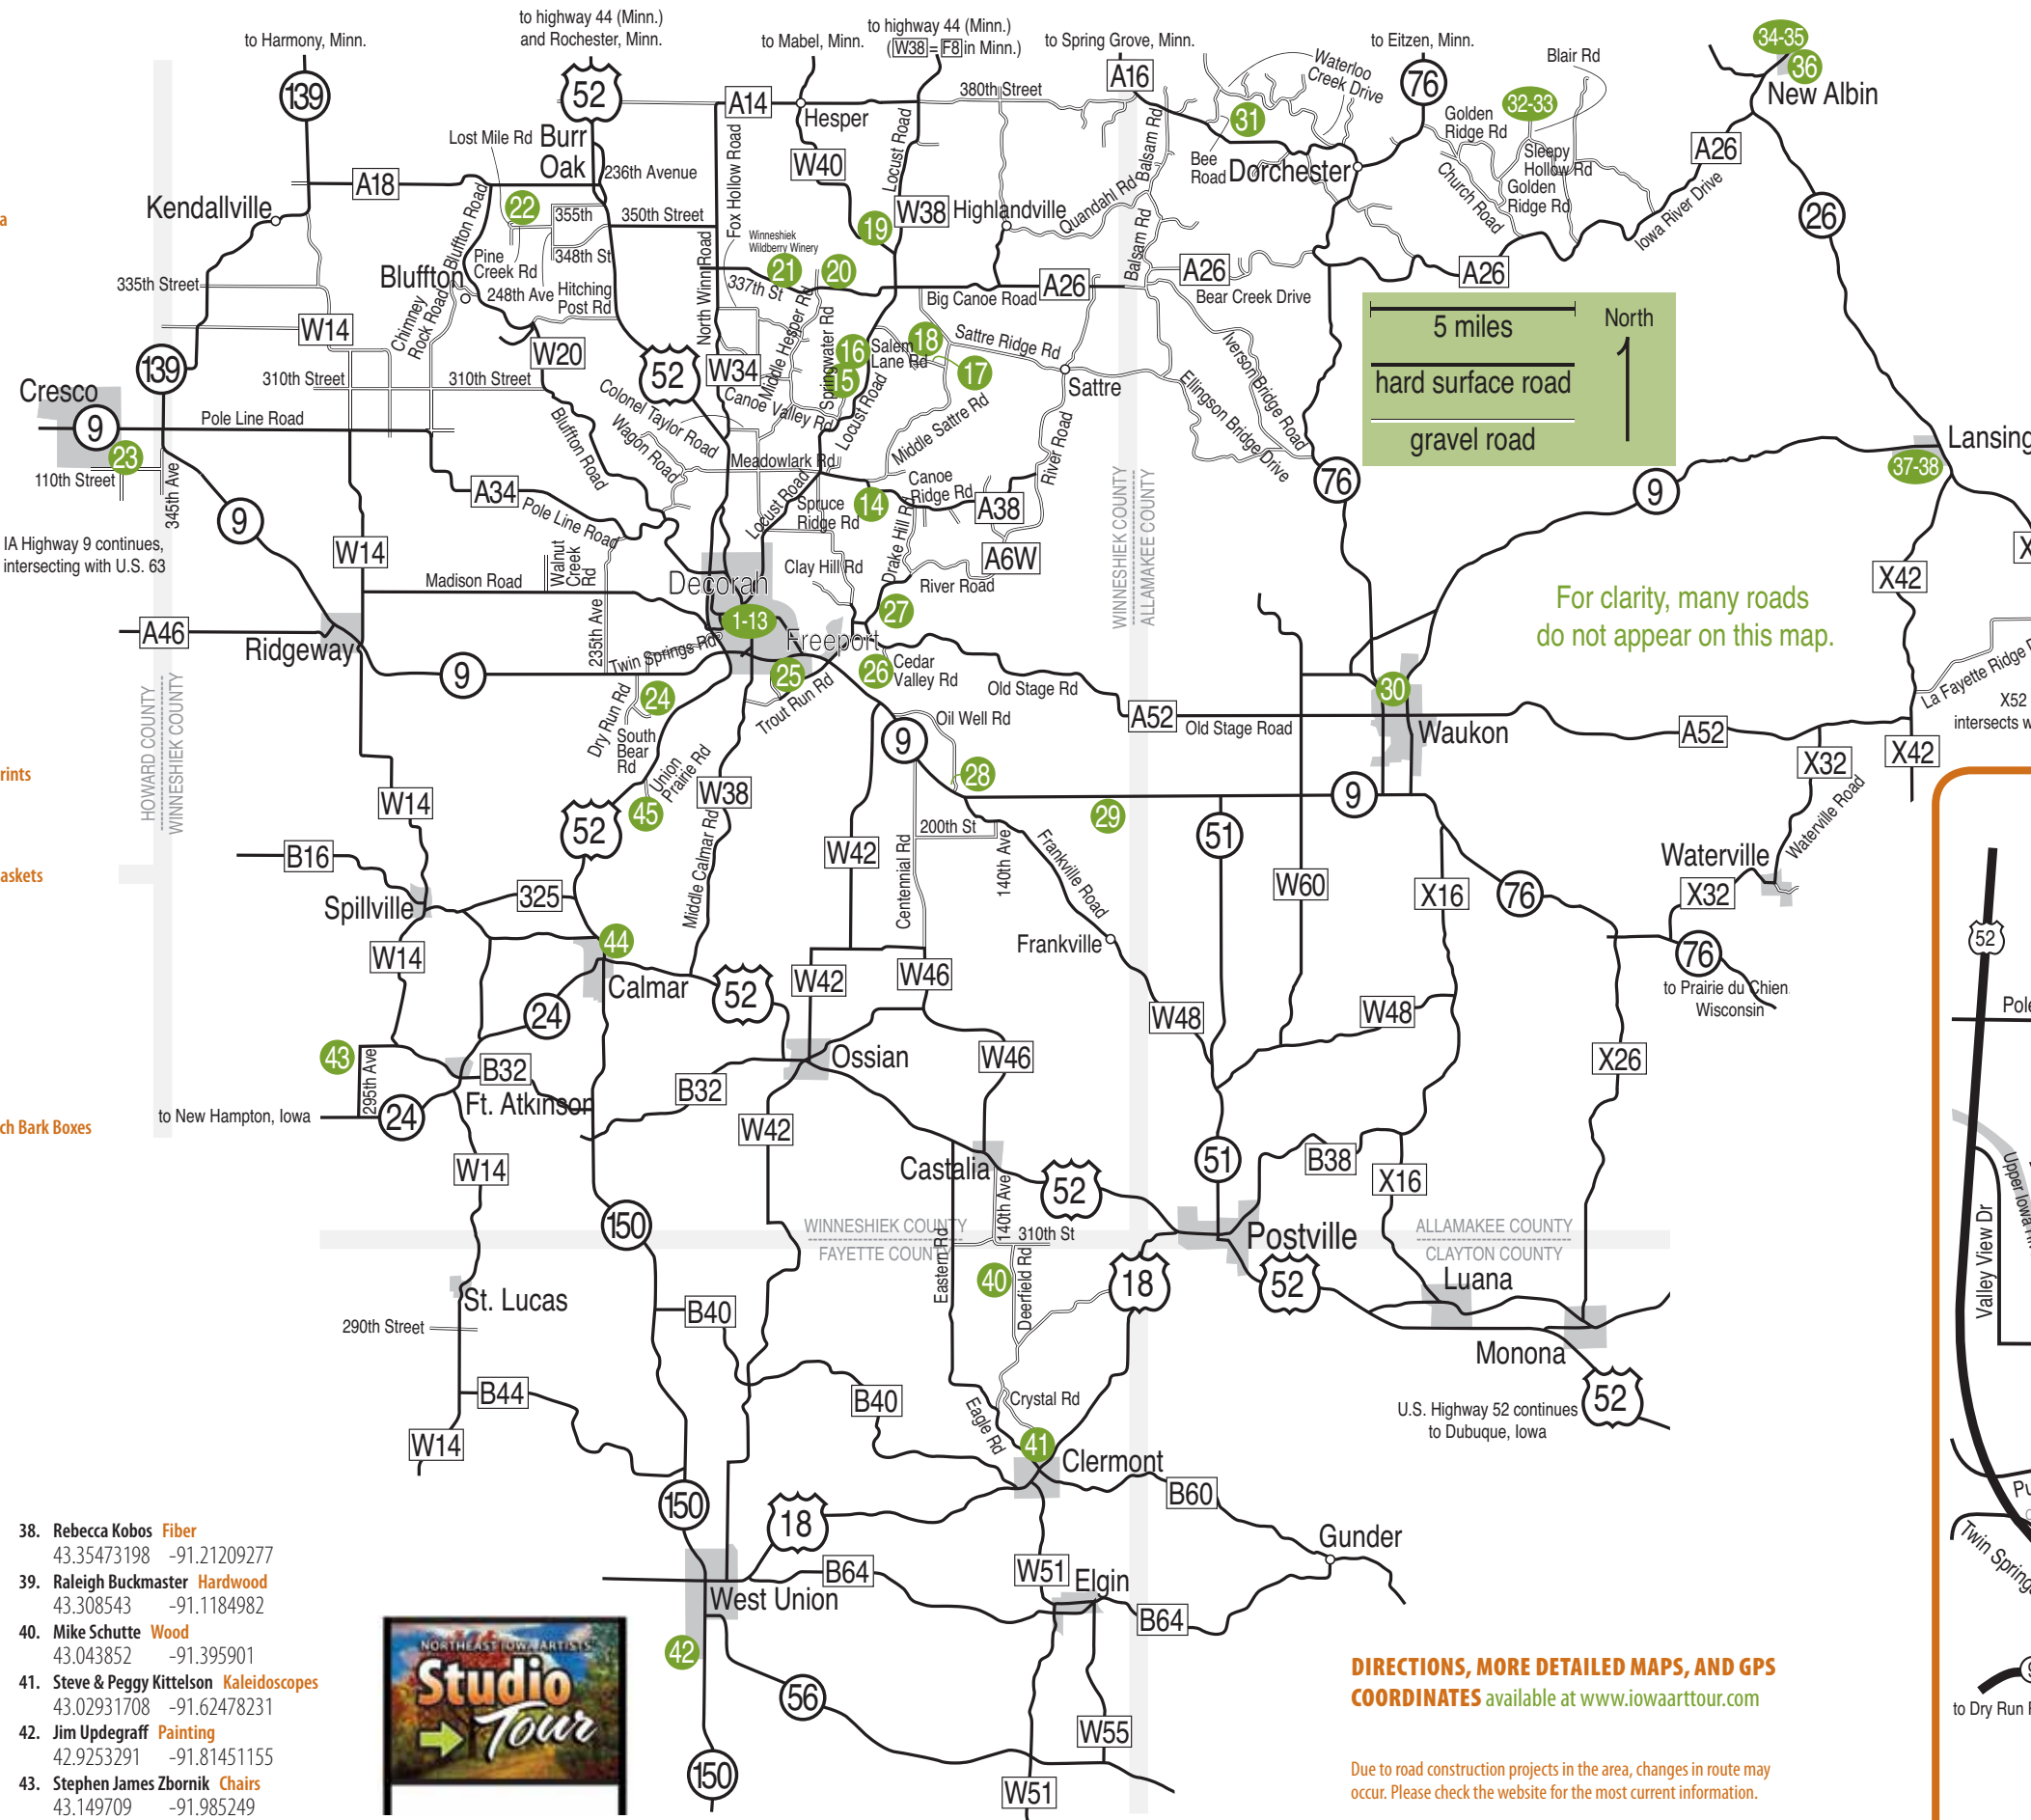 to Harmony, Minn.
to highway 44 (Minn.)
and Rochester, Minn.
to Mabel, Minn.
to highway 44 (Minn.)
(W38 = F8 in Minn.)
to Spring Grove, Minn.
to Eitzen, Minn.
Blair Rd
34-35
36
New Albin
139
52
A14
Hesper
380th Street
A16
Waterloo
Creek Drive
76
32-33
31
Golden
Ridge Rd
Lost Mile Rd
Burr
Oak
236th Avenue
Fox Hollow Road
W40
Locust Road
Balsam Rd
Bee
Road
Dorchester
Church Road
Sleepy
Hollow Rd
Golden
Ridge Rd
A26
Iowa River Drive
26
A18
Kendallville
Bluffton Road
22
355th
350th Street
348th St
W38
Highlandville
Quandahl Rd
Balsam Rd
19
Winneshiek
Wildberry Winery
21
20
Pine
Creek Rd
248th Ave
Hitching
Post Rd
Bluffton
335th Street
Chimney
Rock Road
North Winn Road
337th St
Big Canoe Road
A26
A26
Bear Creek Drive
A26
5 miles
North
hard surface road
gravel road
W14
W20
139
52
W34
Middle Hesper Rd
Springwater Rd
16
15
Salem
Lane Rd
18
17
Sattre Ridge Rd
Sattre
Iverson Bridge Road
Ellingson Bridge Drive
310th Street
310th Street
Cresco
9
23
Pole Line Road
110th Street
345th Ave
Colonel Taylor Road
Wagon Road
Bluffton Road
Canoe Valley Rd
Locust Road
Middle Sattre Rd
Meadowlark Rd
River Road
Lansing
37-38
9
76
A34
Pole Line Road
Locust Road
Spruce
Ridge Rd
14
Canoe
Ridge Rd
A38
A6W
Drake Hill Rd
WINNESHIEK COUNTY
ALLAMAKEE COUNTY
9
IA Highway 9 continues,
intersecting with U.S. 63
W14
Madison Road
Walnut
Creek
Rd
Decorah
Clay Hill Rd
River Road
X42
For clarity, many roads
do not appear on this map.
A46
Ridgeway
235th Ave
Twin Springs Rd
1-13
Freeport
27
25
26
Cedar
Valley Rd
Old Stage Rd
30
La Fayette Ridge
X52
intersects w
HOWARD COUNTY
WINNESHIEK COUNTY
9
24
Dry Run Rd
South
Bear
Rd
Trout Run Rd
Oil Well Rd
A52
Old Stage Road
Waukon
A52
X32
X42
9
28
Union
Prairie Rd
W38
45
52
W14
29
9
51
Waterville Road
Waterville
B16
Middle Calmar Rd
W42
Centennial Rd
200th St
140th Ave
Frankville Road
W60
X16
76
X32
325
Spillville
Frankville
W14
44
Calmar
52
W42
W46
76
to Prairie du Chien
Wisconsin
24
W48
W48
43
295th Ave
B32
Ft. Atkinson
B32
Ossian
W46
X26
to New Hampton, Iowa
24
W42
W14
Castalia
52
51
B38
X16
150
WINNESHIEK COUNTY
FAYETTE COUNTY
Eastern Rd
140th Ave
310th St
Postville
ALLAMAKEE COUNTY
CLAYTON COUNTY
40
Deerfield Rd
18
52
Luana
St. Lucas
290th Street
B40
Monona
B44
W14
B40
Crystal Rd
Eagle Rd
41
Clermont
52
U.S. Highway 52 continues
to Dubuque, Iowa
150
18
B60
Gunder
B64
W51
Elgin
B64
West Union
42
56
W55
150
W51
52
Pole
Valley View Dr
Upper Iowa
Pu
Twin Springs
to Dry Run
a
rints
askets
ch Bark Boxes
38. Rebecca Kobos Fiber
43.35473198 -91.21209277
39. Raleigh Buckmaster Hardwood
43.308543 -91.1184982
40. Mike Schutte Wood
43.043852 -91.395901
41. Steve & Peggy Kittelson Kaleidoscopes
43.02931708 -91.62478231
42. Jim Updegraff Painting
42.9253291 -91.81451155
43. Stephen James Zbornik Chairs
43.149709 -91.985249
NORTHEAST IOWA ARTISTS'
Studio
Tour
DIRECTIONS, MORE DETAILED MAPS, AND GPS
COORDINATES available at www.iowaarttour.com
Due to road construction projects in the area, changes in route may
occur. Please check the website for the most current information.